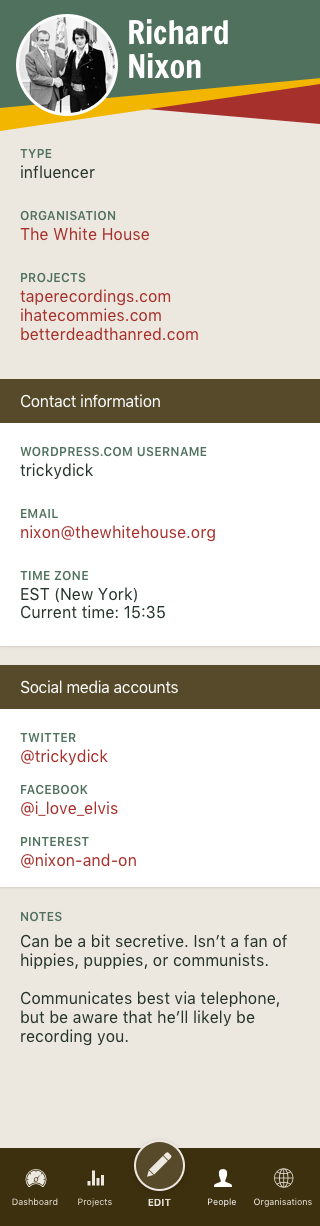 Richard
Nixon
TYPE
influencer
ORGANISATION
The White House
PROJECTS
taperecordings.com
ihatecommies.com
betterdeadthanred.com
Contact information
WORDPRESS.COM USERNAME
trickydick
EMAIL
nixon@thewhitehouse.org
TIME ZONE
EST (New York)
Current time: 15:35
Social media accounts
TWITTER
@trickydick
FACEBOOK
@i_love_elvis
PINTEREST
@nixon-and-on
NOTES
Can be a bit secretive. Isn’t a fan of
hippies, puppies, or communists.
Communicates best via telephone,
but be aware that he’ll likely be
recording you.
Dashboard
Projects
EDIT
People
Organisations